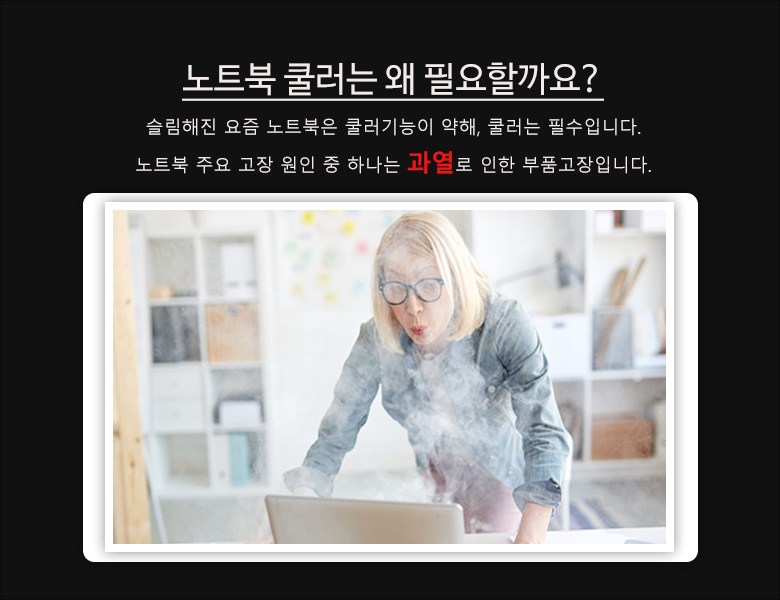 노트북 쿨러는 왜 필요할까요?
슬림해진 요즘 노트북은 쿨러기능이 약해, 쿨러는 필수입니다.
노트북 주요 고장 원인 중 하나는 과열로 인한 부품고장입니다.